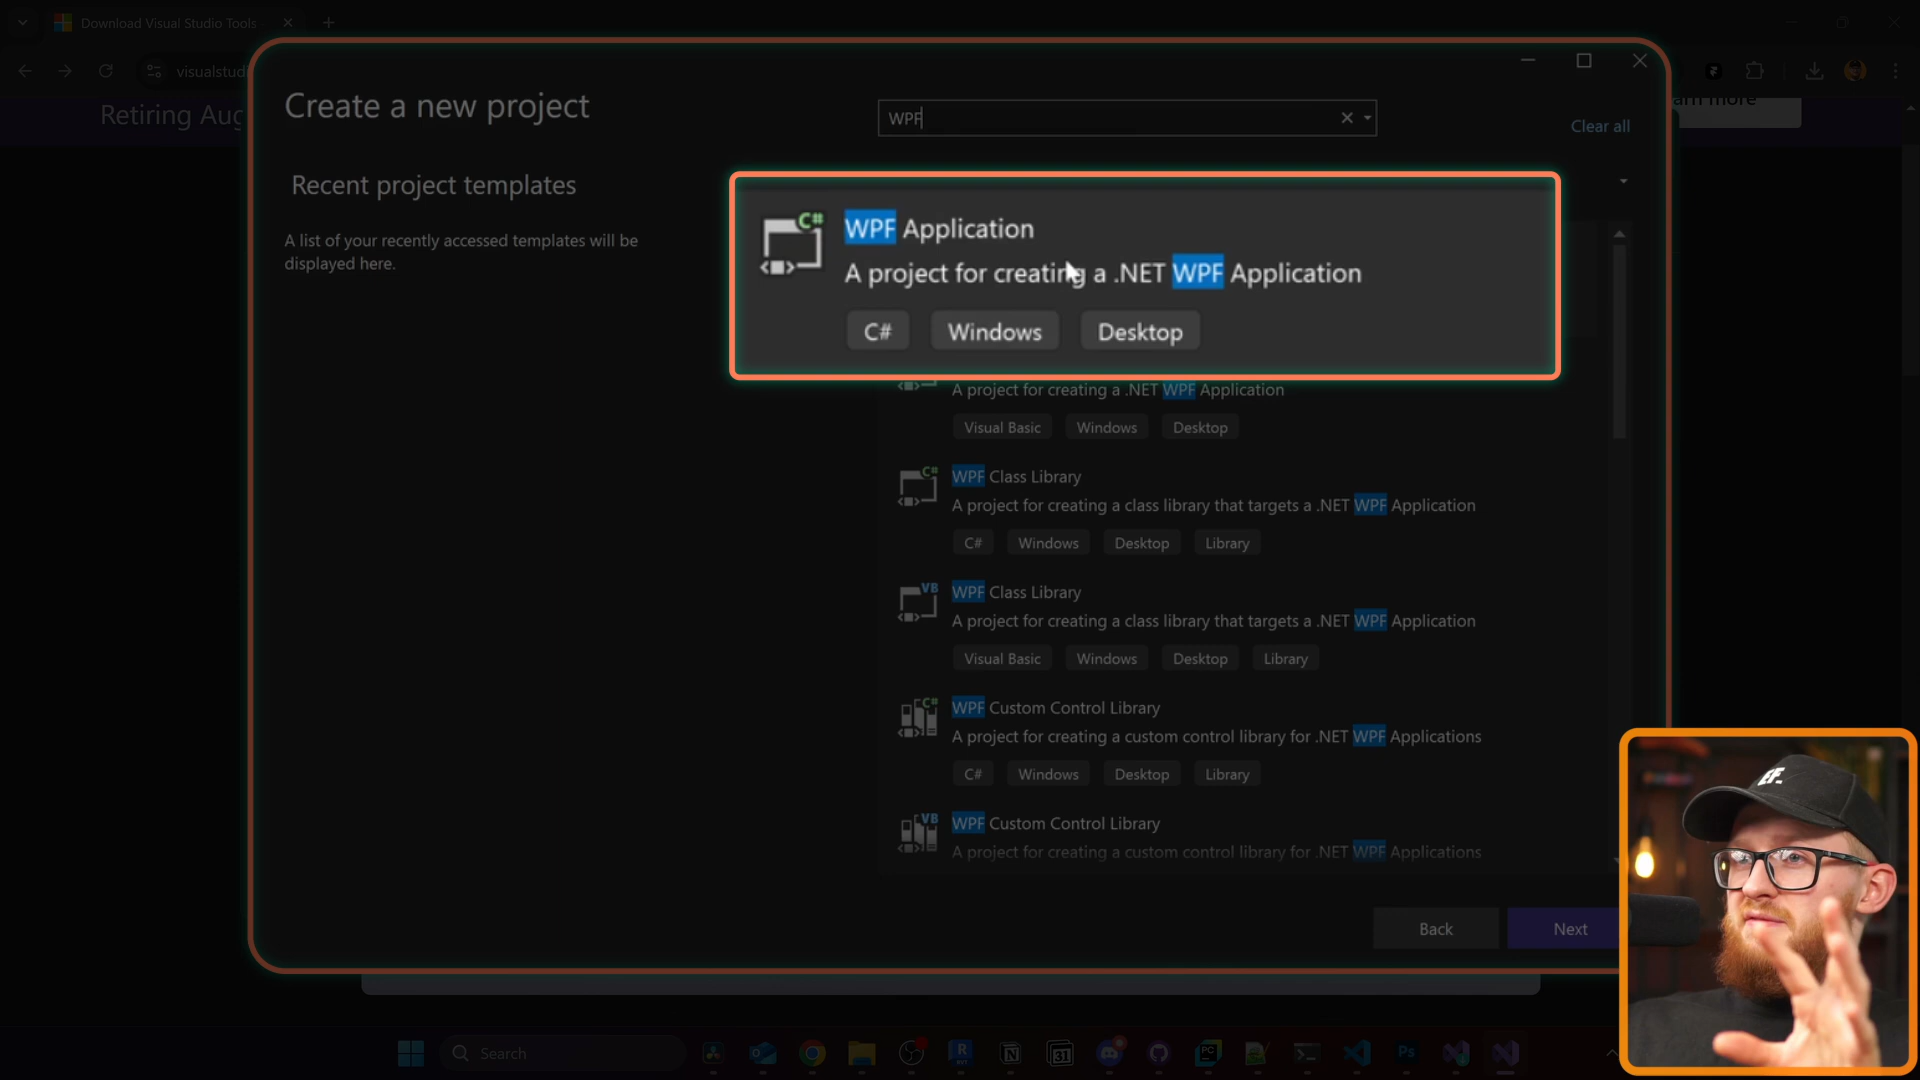 Download Visual Studio Tools
visualstudi
Retiring Aug
arn more
Create a new project
WPF
Clear all
Recent project templates
A list of your recently accessed templates will be
displayed here.
WPF Application
A project for creating a .NET WPF Application
C# Windows Desktop
A project for creating a .NET WPF Application
Visual Basic Windows Desktop
WPF Class Library
A project for creating a class library that targets a .NET WPF Application
C# Windows Desktop Library
WPF Class Library
A project for creating a class library that targets a .NET WPF Application
Visual Basic Windows Desktop Library
WPF Custom Control Library
A project for creating a custom control library for .NET WPF Applications
C# Windows Desktop Library
WPF Custom Control Library
A project for creating a custom control library for .NET WPF Applications
Back Next
EF.
Search